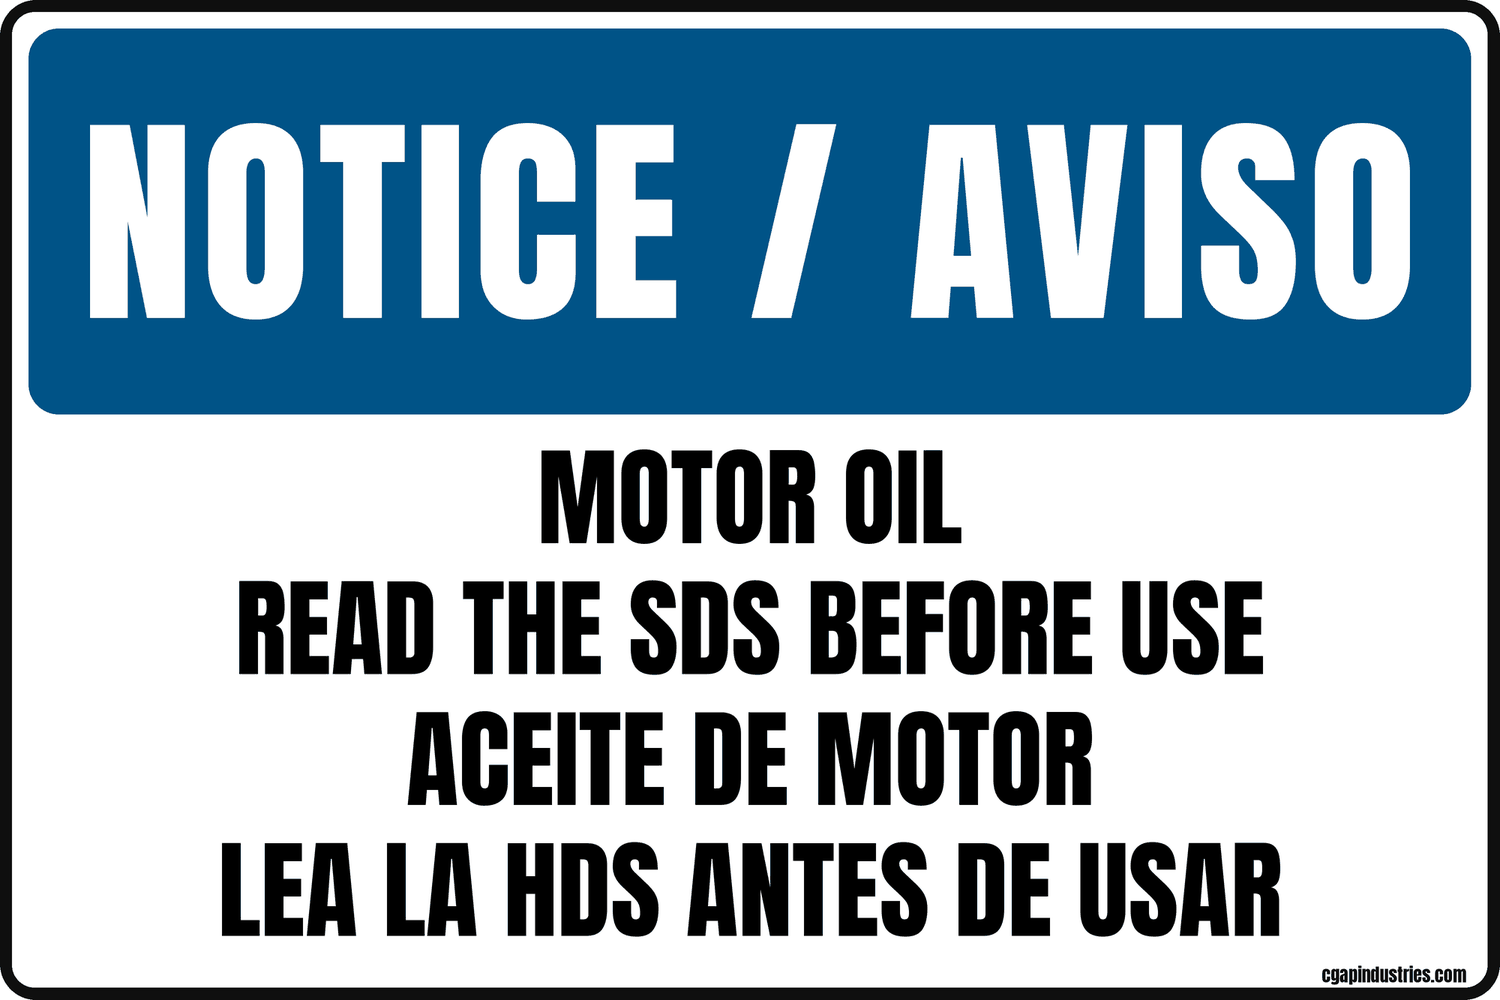 NOTICE / AVISO
MOTOR OIL
READ THE SDS BEFORE USE
ACEITE DE MOTOR
LEA LA HDS ANTES DE USAR
cgapindustries.com